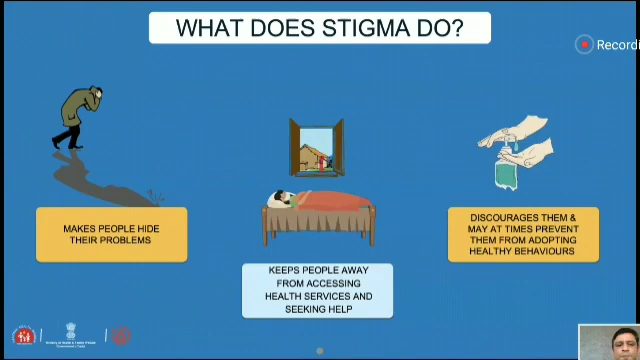 WHAT DOES STIGMA DO?
Recordi
MAKES PEOPLE HIDE
THEIR PROBLEMS
KEEPS PEOPLE AWAY
FROM ACCESSING
HEALTH SERVICES AND
SEEKING HELP
DISCOURAGES THEM &
MAY AT TIMES PREVENT
THEM FROM ADOPTING
HEALTHY BEHAVIOURS